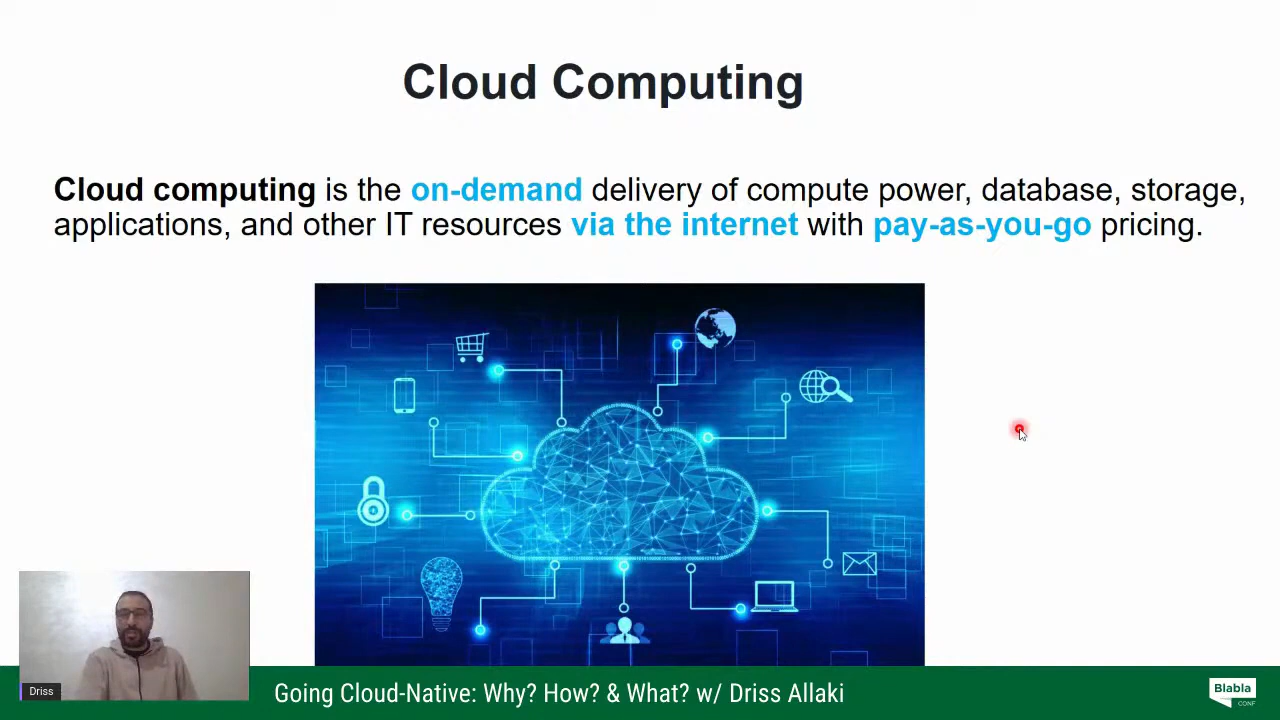 Cloud Computing
Cloud computing is the on-demand delivery of compute power, database, storage,
applications, and other IT resources via the internet with pay-as-you-go pricing.
Driss
Going Cloud-Native: Why? How? & What? w/ Driss Allaki
Blabla
CONF